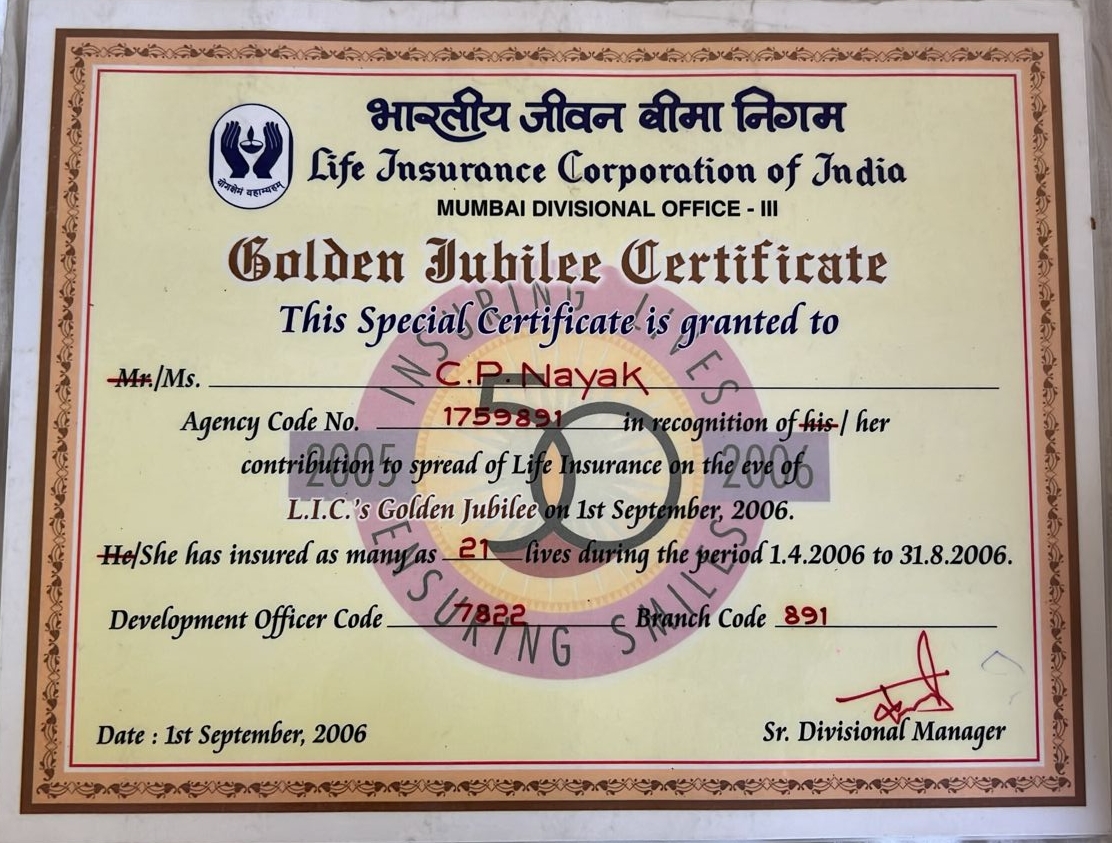 भारतीय जीवन बीमा निगम
योगक्षेमं वहाम्यहम्
Life Insurance Corporation of India
MUMBAI DIVISIONAL OFFICE - III
Golden Jubilee Certificate
This Special Certificate is granted to
Mr./Ms. C.P. Nayak
Agency Code No. 1759891 in recognition of his / her
contribution to spread of Life Insurance on the eve of
L.I.C.'s Golden Jubilee on 1st September, 2006.
He/She has insured as many as 21 lives during the period 1.4.2006 to 31.8.2006.
Development Officer Code 7822 Branch Code 891
Date : 1st September, 2006
Sr. Divisional Manager
INSURING LIVES
2005 50 2006
ENSURING SMILES